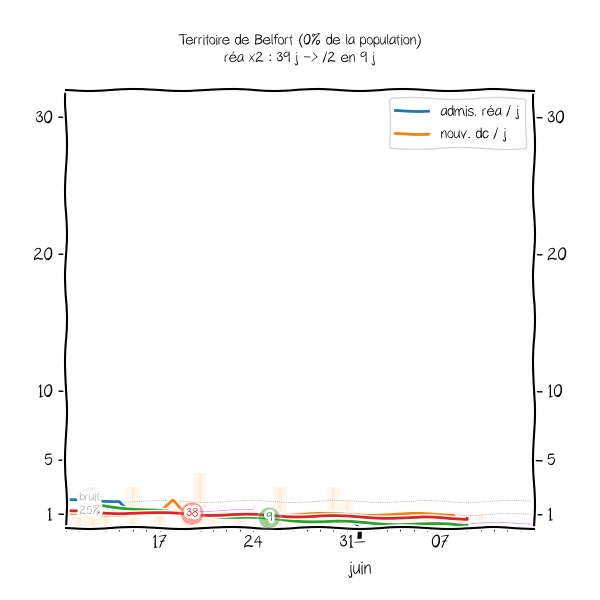 Territoire de Belfort (0% de la population)
réa x2 : 39 j -> /2 en 9 j
admis. réa / j
nouv. dc / j
30
30
20
20
10
10
5
5
bruit
25%
38
9
1
1
17
24
31
07
juin